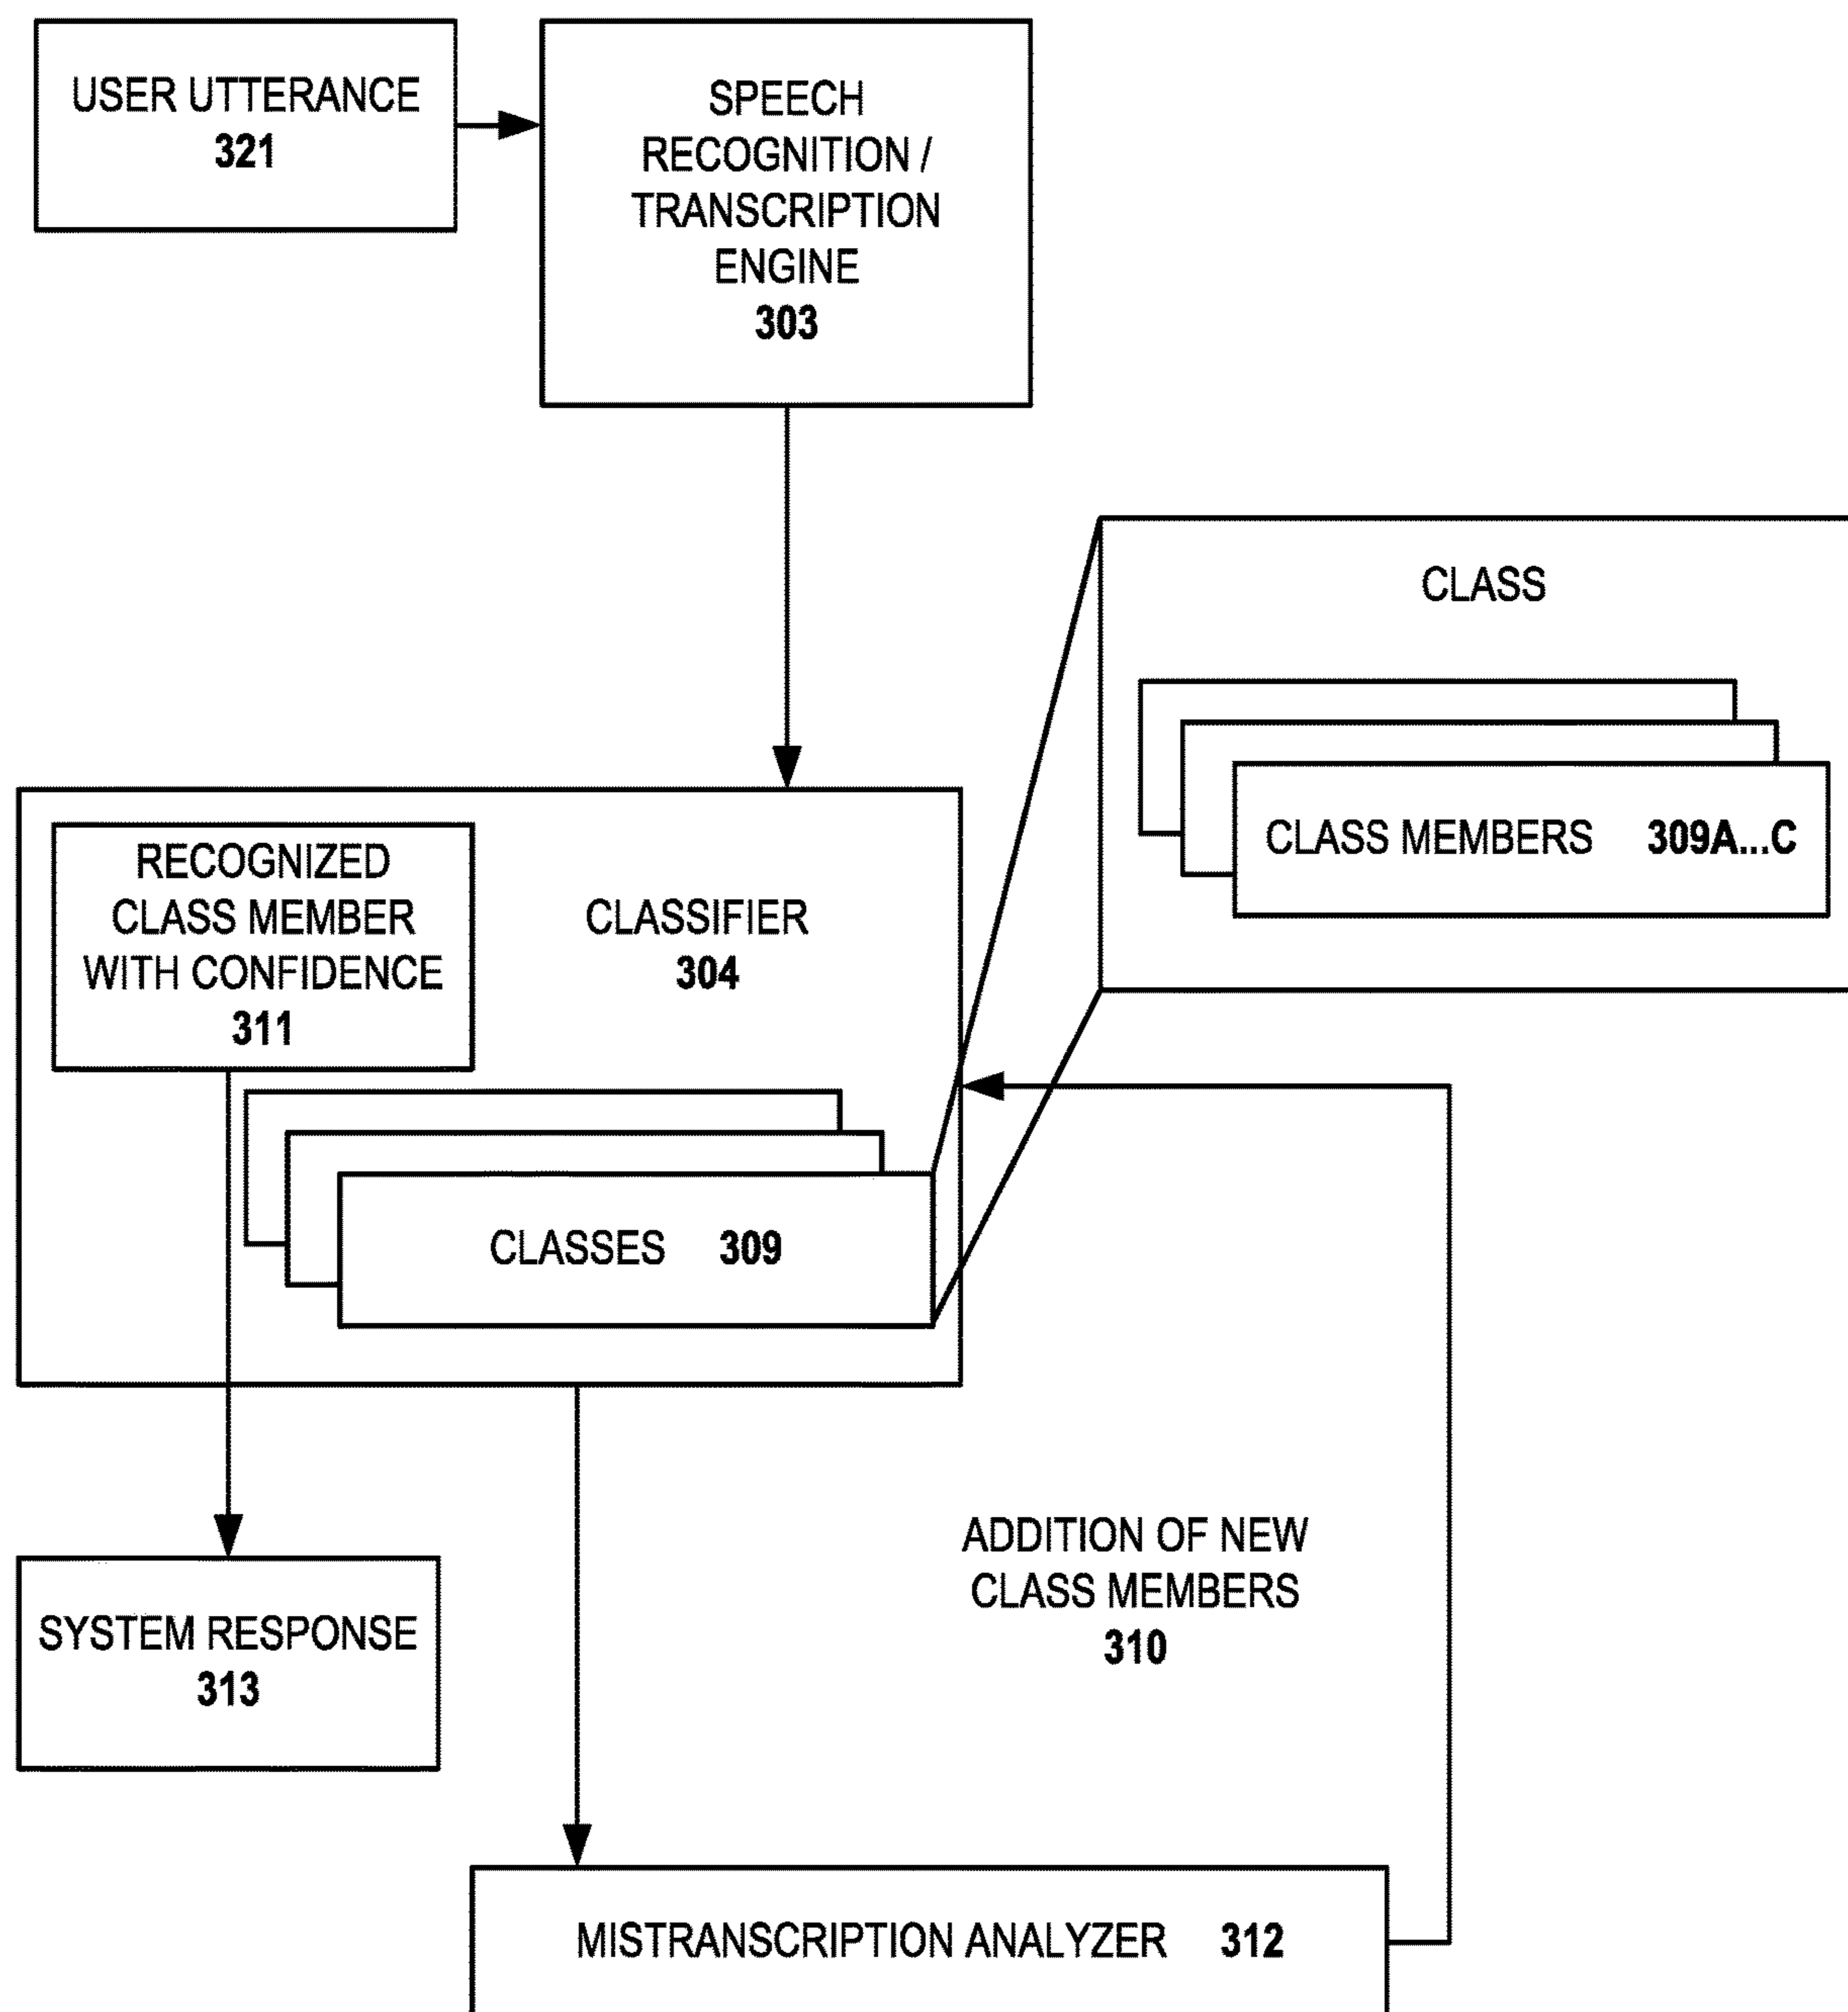 USER UTTERANCE
321
SPEECH
RECOGNITION /
TRANSCRIPTION
ENGINE
303
CLASS
CLASS MEMBERS 309A...C
RECOGNIZED
CLASS MEMBER
WITH CONFIDENCE
311
CLASSIFIER
304
CLASSES 309
ADDITION OF NEW
CLASS MEMBERS
310
SYSTEM RESPONSE
313
MISTRANSCRIPTION ANALYZER 312